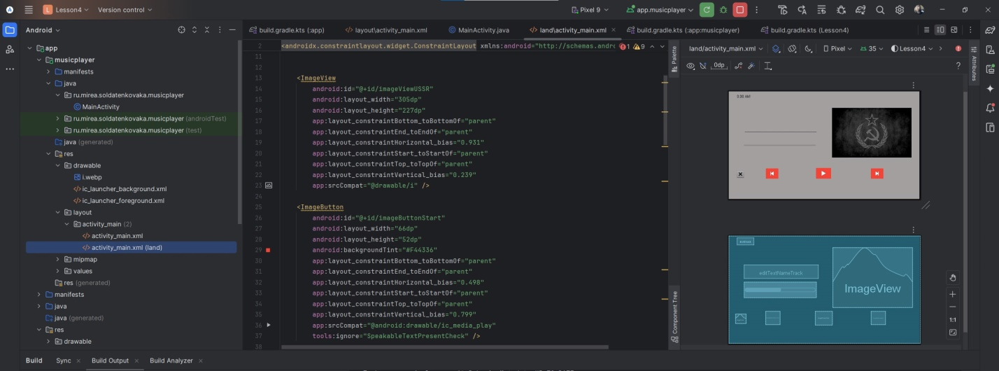 L Lesson4 Version control Pixel 9 app.musicplayer
Android
build.gradle.kts (:app) layout\activity_main.xml MainActivity.java land\activity_main.xml build.gradle.kts (:app:musicplayer) build.gradle.kts (Lesson4)
app
musicplayer
manifests
java
ru.mirea.soldatenkovaka.musicplayer
MainActivity
ru.mirea.soldatenkovaka.musicplayer (androidTest)
ru.mirea.soldatenkovaka.musicplayer (test)
java (generated)
res
drawable
i.webp
ic_launcher_background.xml
ic_launcher_foreground.xml
layout
activity_main (2)
activity_main.xml
activity_main.xml (land)
mipmap
values
res (generated)
manifests
java
java (generated)
res
drawable
2 <androidx.constraintlayout.widget.ConstraintLayout xmlns:android="http://schemas.andro 1 9
11
12
13 <ImageView
14 android:id="@+id/imageViewUSSR"
15 android:layout_width="305dp"
16 android:layout_height="227dp"
17 app:layout_constraintBottom_toBottomOf="parent"
18 app:layout_constraintEnd_toEndOf="parent"
19 app:layout_constraintHorizontal_bias="0.931"
20 app:layout_constraintStart_toStartOf="parent"
21 app:layout_constraintTop_toTopOf="parent"
22 app:layout_constraintVertical_bias="0.239"
23 app:srcCompat="@drawable/i" />
24
25 <ImageButton
26 android:id="@+id/imageButtonStart"
27 android:layout_width="66dp"
28 android:layout_height="52dp"
29 android:backgroundTint="#F44336"
30 app:layout_constraintBottom_toBottomOf="parent"
31 app:layout_constraintEnd_toEndOf="parent"
32 app:layout_constraintHorizontal_bias="0.498"
33 app:layout_constraintStart_toStartOf="parent"
34 app:layout_constraintTop_toTopOf="parent"
35 app:layout_constraintVertical_bias="0.799"
36 app:srcCompat="@android:drawable/ic_media_play"
37 tools:ignore="SpeakableTextPresentCheck" />
38
Palette
Component Tree
land/activity_main.xml Pixel 35 Lesson4
0dp ?
Attributes
3:30 AM
editTextNameTrack
ImageView
1:1
Build Sync Build Output Build Analyzer